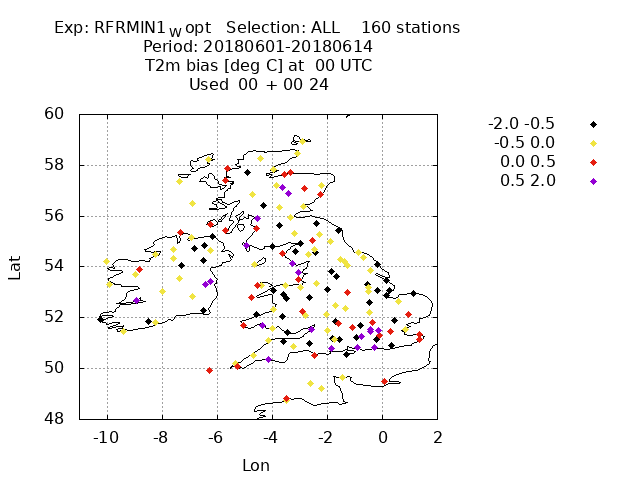 Exp: RFRMIN1 W opt Selection: ALL 160 stations
Period: 20180601-20180614
T2m bias [deg C] at 00 UTC
Used 00 + 00 24
-2.0 -0.5
-0.5 0.0
0.0 0.5
0.5 2.0
60
58
56
54
52
50
48
Lat
-10 -8 -6 -4 -2 0 2
Lon